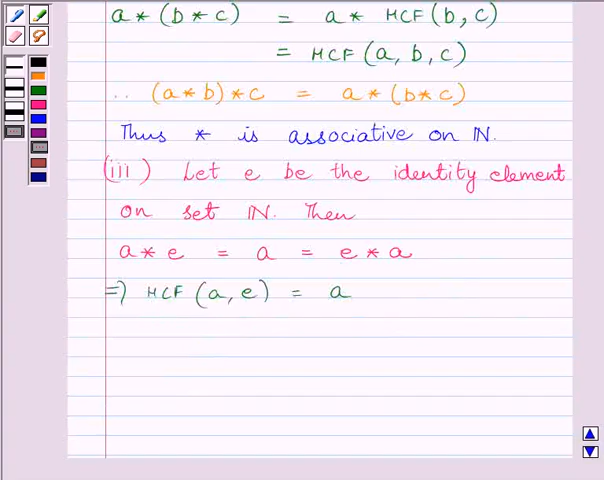 a * (b * c) = a * HCF (b, c)
= HCF (a, b, c)
∴ (a * b) * c = a * (b * c)
Thus * is associative on N.
(iii) Let e be the identity element
on set N. Then
a * e = a = e * a
=> HCF (a, e) = a